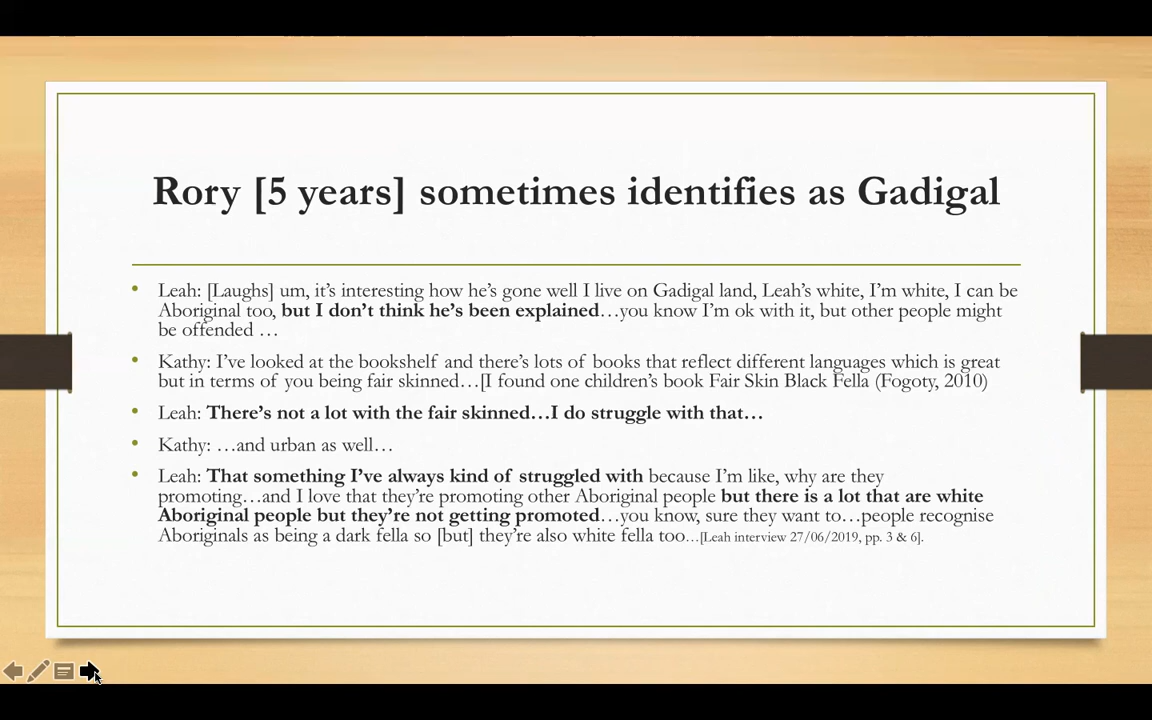 Rory [5 years] sometimes identifies as Gadigal
• Leah: [Laughs] um, it’s interesting how he’s gone well I live on Gadigal land, Leah’s white, I’m white, I can be
Aboriginal too, but I don’t think he’s been explained…you know I’m ok with it, but other people might
be offended …
• Kathy: I’ve looked at the bookshelf and there’s lots of books that reflect different languages which is great
but in terms of you being fair skinned…[I found one children’s book Fair Skin Black Fella (Fogoty, 2010)
• Leah: There’s not a lot with the fair skinned…I do struggle with that…
• Kathy: …and urban as well…
• Leah: That something I’ve always kind of struggled with because I’m like, why are they
promoting…and I love that they’re promoting other Aboriginal people but there is a lot that are white
Aboriginal people but they’re not getting promoted…you know, sure they want to…people recognise
Aboriginals as being a dark fella so [but] they’re also white fella too…[Leah interview 27/06/2019, pp. 3 & 6].